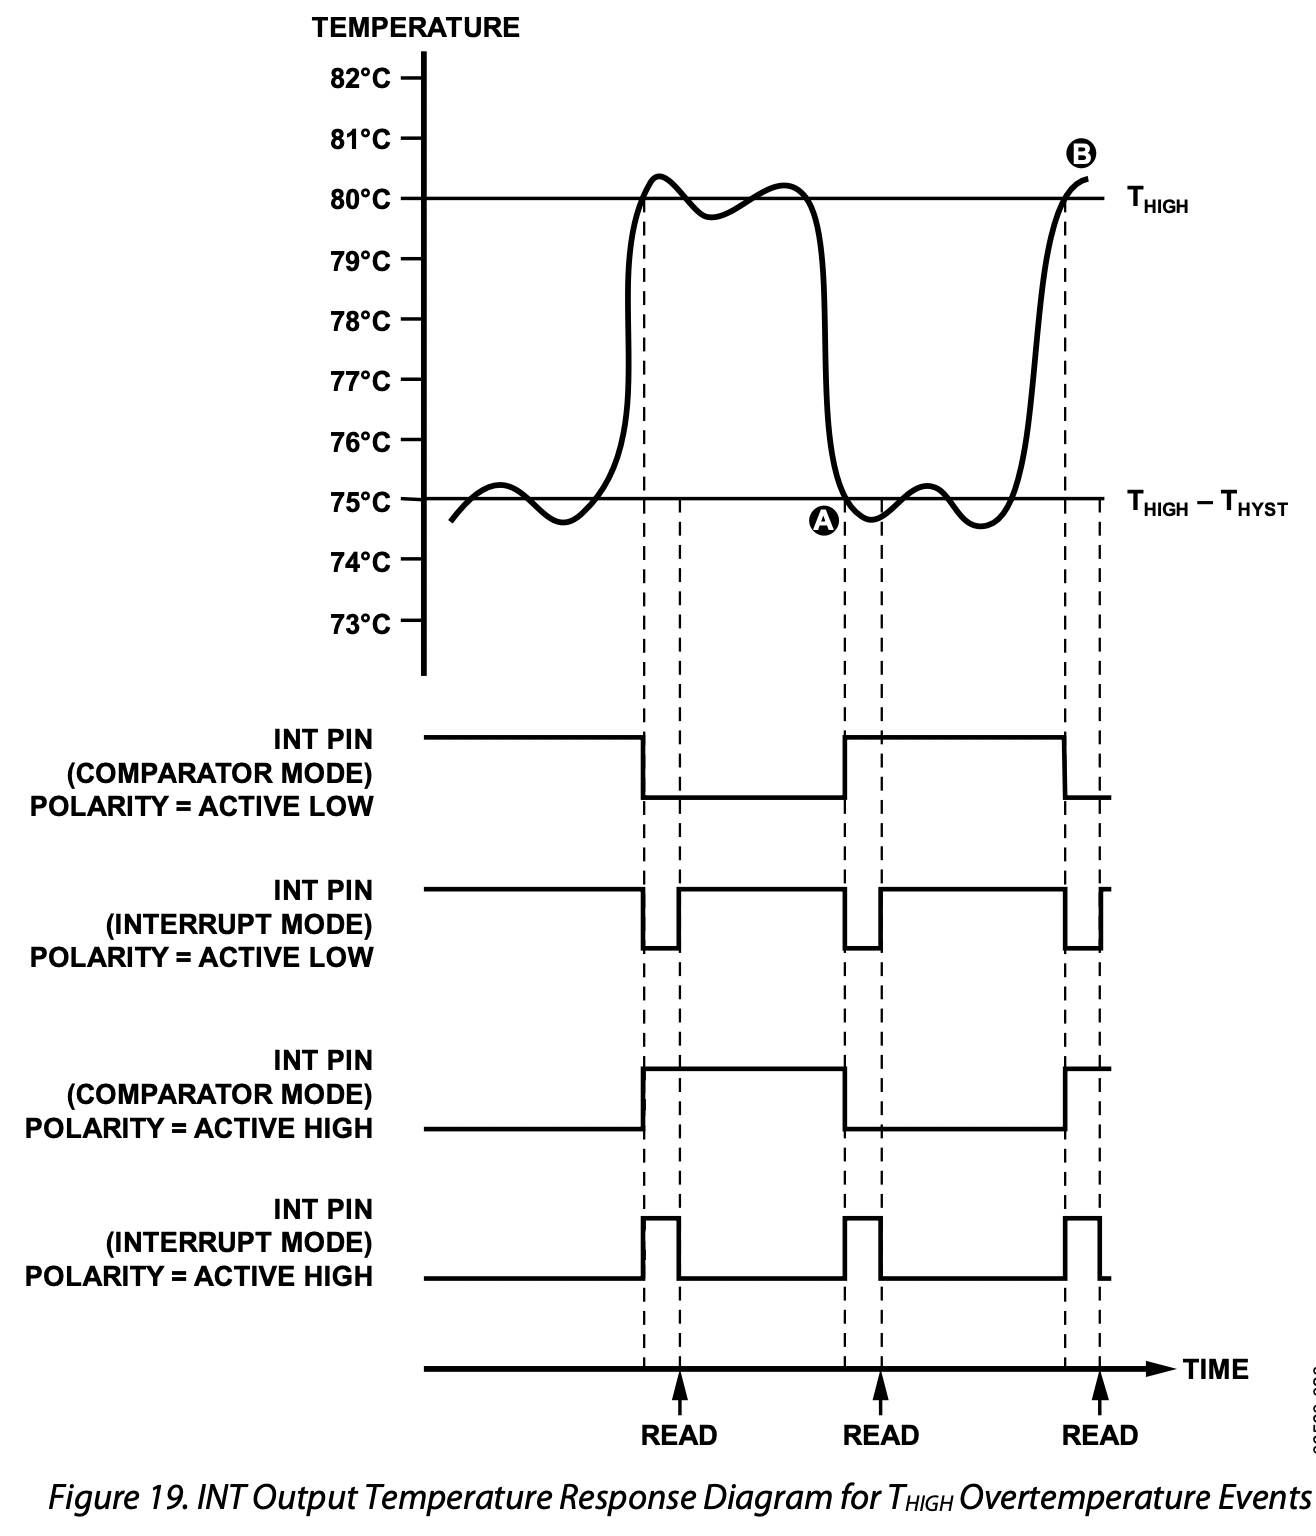 TEMPERATURE
82°C
81°C
B
80°C
THIGH
79°C
78°C
77°C
76°C
75°C
THIGH – THYST
A
74°C
73°C
INT PIN
(COMPARATOR MODE)
POLARITY = ACTIVE LOW
INT PIN
(INTERRUPT MODE)
POLARITY = ACTIVE LOW
INT PIN
(COMPARATOR MODE)
POLARITY = ACTIVE HIGH
INT PIN
(INTERRUPT MODE)
POLARITY = ACTIVE HIGH
TIME
READ READ READ
Figure 19. INT Output Temperature Response Diagram for THIGH Overtemperature Events